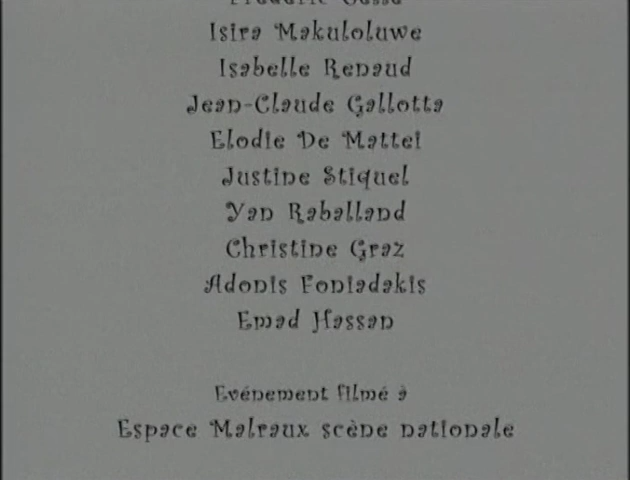 Isira Makuloluwe
Isabelle Renaud
Jean-Claude Gallotta
Elodie De Mattei
Justine Stiquel
Yan Raballand
Christine Graz
Adonis Foniadakis
Emad Hassan
Evénement filmé à
Espace Malraux scène nationale